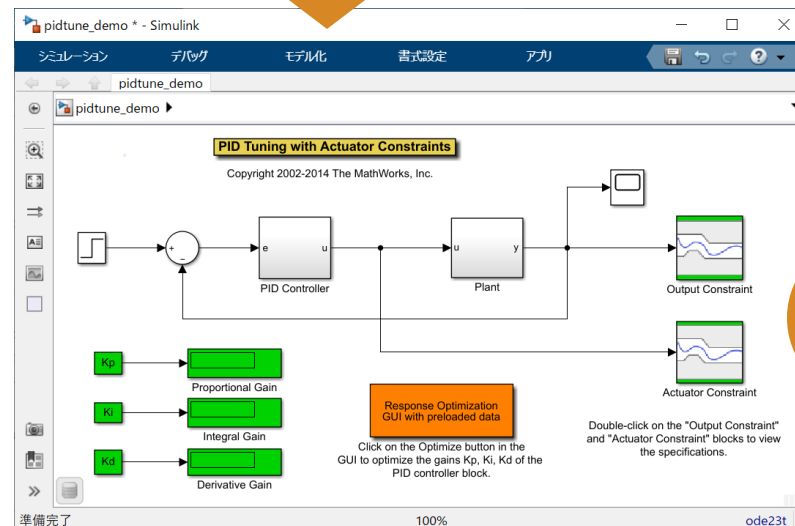 pidtune_demo * - Simulink
シミュレーション デバッグ モデル化 書式設定 アプリ
pidtune_demo
pidtune_demo
PID Tuning with Actuator Constraints
Copyright 2002-2014 The MathWorks, Inc.
+
−
e u
PID Controller
u y
Plant
Output Constraint
Actuator Constraint
Kp
Proportional Gain
Ki
Integral Gain
Kd
Derivative Gain
Response Optimization
GUI with preloaded data
Click on the Optimize button in the
GUI to optimize the gains Kp, Ki, Kd of the
PID controller block.
Double-click on the "Output Constraint"
and "Actuator Constraint" blocks to view
the specifications.
準備完了 100% ode23t